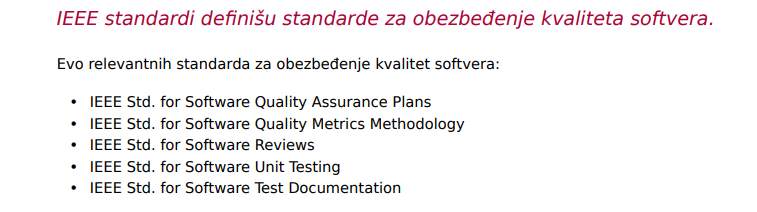 IEEE standardi definišu standarde za obezbeđenje kvaliteta softvera.
Evo relevantnih standarda za obezbeđenje kvalitet softvera:
• IEEE Std. for Software Quality Assurance Plans
• IEEE Std. for Software Quality Metrics Methodology
• IEEE Std. for Software Reviews
• IEEE Std. for Software Unit Testing
• IEEE Std. for Software Test Documentation